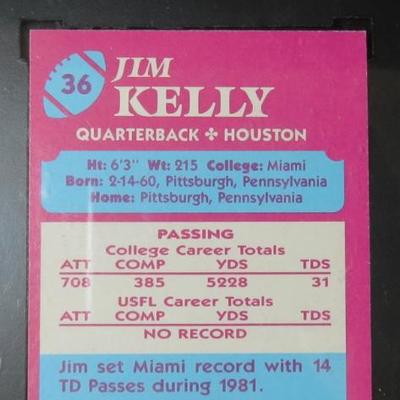 36
JIM
KELLY
QUARTERBACK ✤ HOUSTON
Ht: 6'3" Wt: 215 College: Miami
Born: 2-14-60, Pittsburgh, Pennsylvania
Home: Pittsburgh, Pennsylvania
PASSING
College Career Totals
ATT COMP YDS TDS
708 385 5228 31
USFL Career Totals
ATT COMP YDS TDS
NO RECORD
Jim set Miami record with 14
TD Passes during 1981.